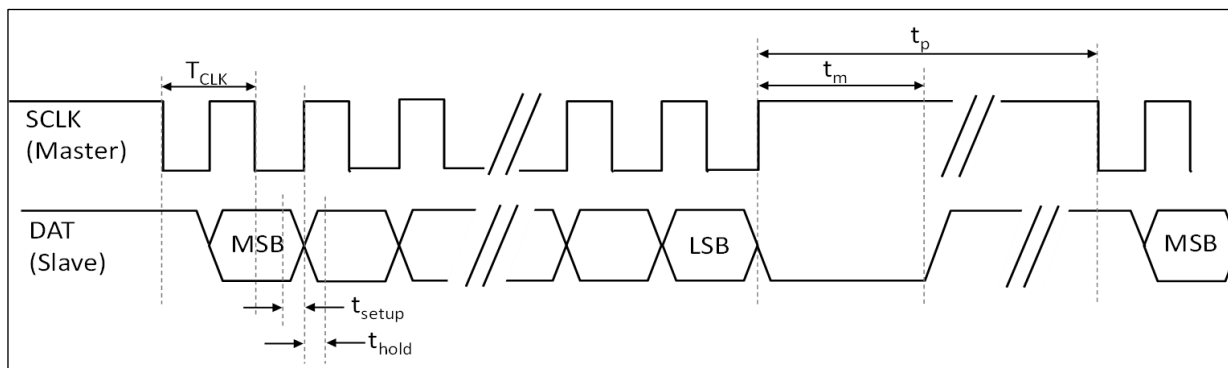 t_p
T_CLK
t_m
SCLK
(Master)
DAT
(Slave)
MSB
LSB
MSB
t_setup
t_hold